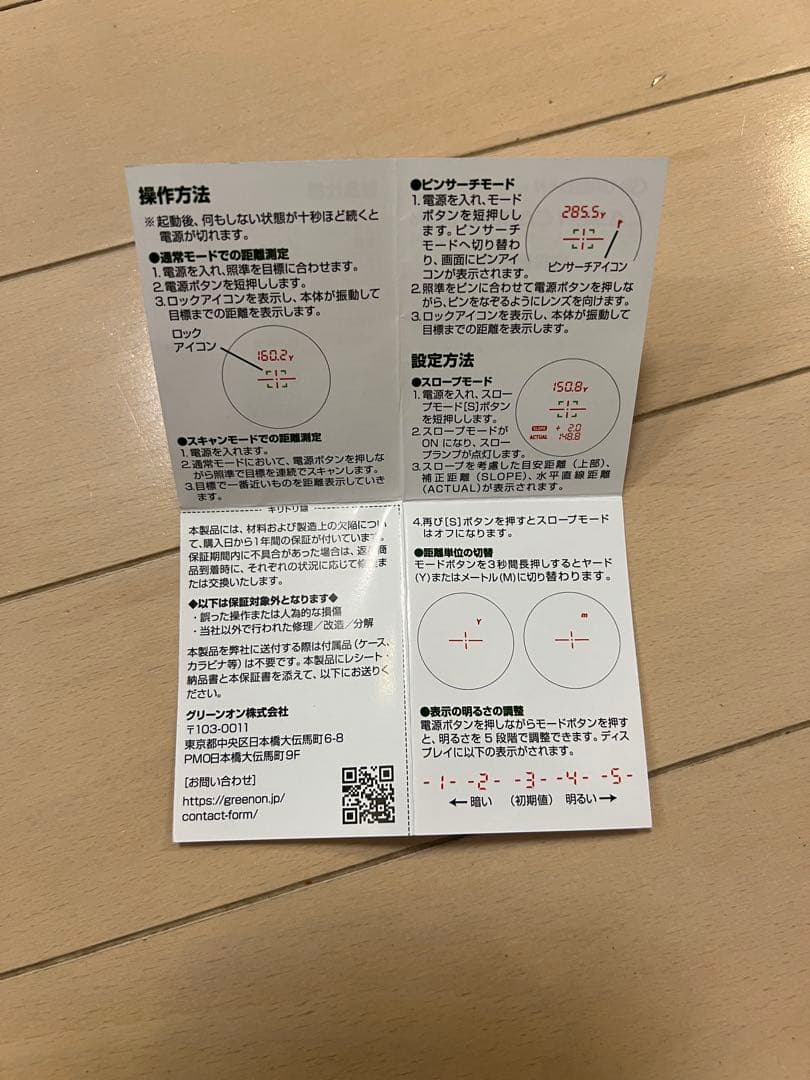 操作方法
※起動後、何もしない状態が十秒ほど続くと
電源が切れます。
●通常モードでの距離測定
1.電源を入れ、照準を目標に合わせます。
2.電源ボタンを短押しします。
3.ロックアイコンを表示し、本体が振動して
目標までの距離を表示します。
ロック
アイコン
160.2Y
●スキャンモードでの距離測定
1.電源を入れます。
2.通常モードにおいて、電源ボタンを押しな
がら照準で目標を連続でスキャンします。
3.目標で一番近いものを距離表示していき
ます。
●ピンサーチモード
1.電源を入れ、モード
ボタンを短押しし
ます。ピンサーチ
モードへ切り替わ
り、画面にピンアイ
コンが表示されます。
285.5Y
ピンサーチアイコン
2.照準をピンに合わせて電源ボタンを押しな
がら、ピンをなぞるようにレンズを向けます。
3.ロックアイコンを表示し、本体が振動して
目標までの距離を表示します。
設定方法
●スロープモード
1.電源を入れ、スロー
プモード[S]ボタン
を短押しします。
2.スロープモードが
ONになり、スロー
プランプが点灯します。
150.8Y
SLOPE + 2.0
ACTUAL 148.8
3.スロープを考慮した目安距離（上部）、
補正距離（SLOPE）、水平直線距離
（ACTUAL）が表示されます。
キリトリ線
本製品には、材料および製造上の欠陥につい
て、購入日から1年間の保証が付いています。
保証期間内に不具合があった場合は、返送商
品到着時に、それぞれの状況に応じて修理ま
たは交換いたします。
◆以下は保証対象外となります◆
・誤った操作または人為的な損傷
・当社以外で行われた修理／改造／分解
本製品を弊社に送付する際は付属品（ケース、
カラビナ等）は不要です。本製品にレシート・
納品書と本保証書を添えて、以下にお送りく
ださい。
グリーンオン株式会社
〒103-0011
東京都中央区日本橋大伝馬町6-8
PMO日本橋大伝馬町9F
[お問い合わせ]
https://greenon.jp/
contact-form/
4.再び[S]ボタンを押すとスロープモード
はオフになります。
●距離単位の切替
モードボタンを3秒間長押しするとヤード
(Y)またはメートル(M)に切り替わります。
Y
m
●表示の明るさの調整
電源ボタンを押しながらモードボタンを押す
と、明るさを5段階で調整できます。ディス
プレイに以下の表示がされます。
-1- -2- -3- -4- -5-
←暗い （初期値） 明るい→